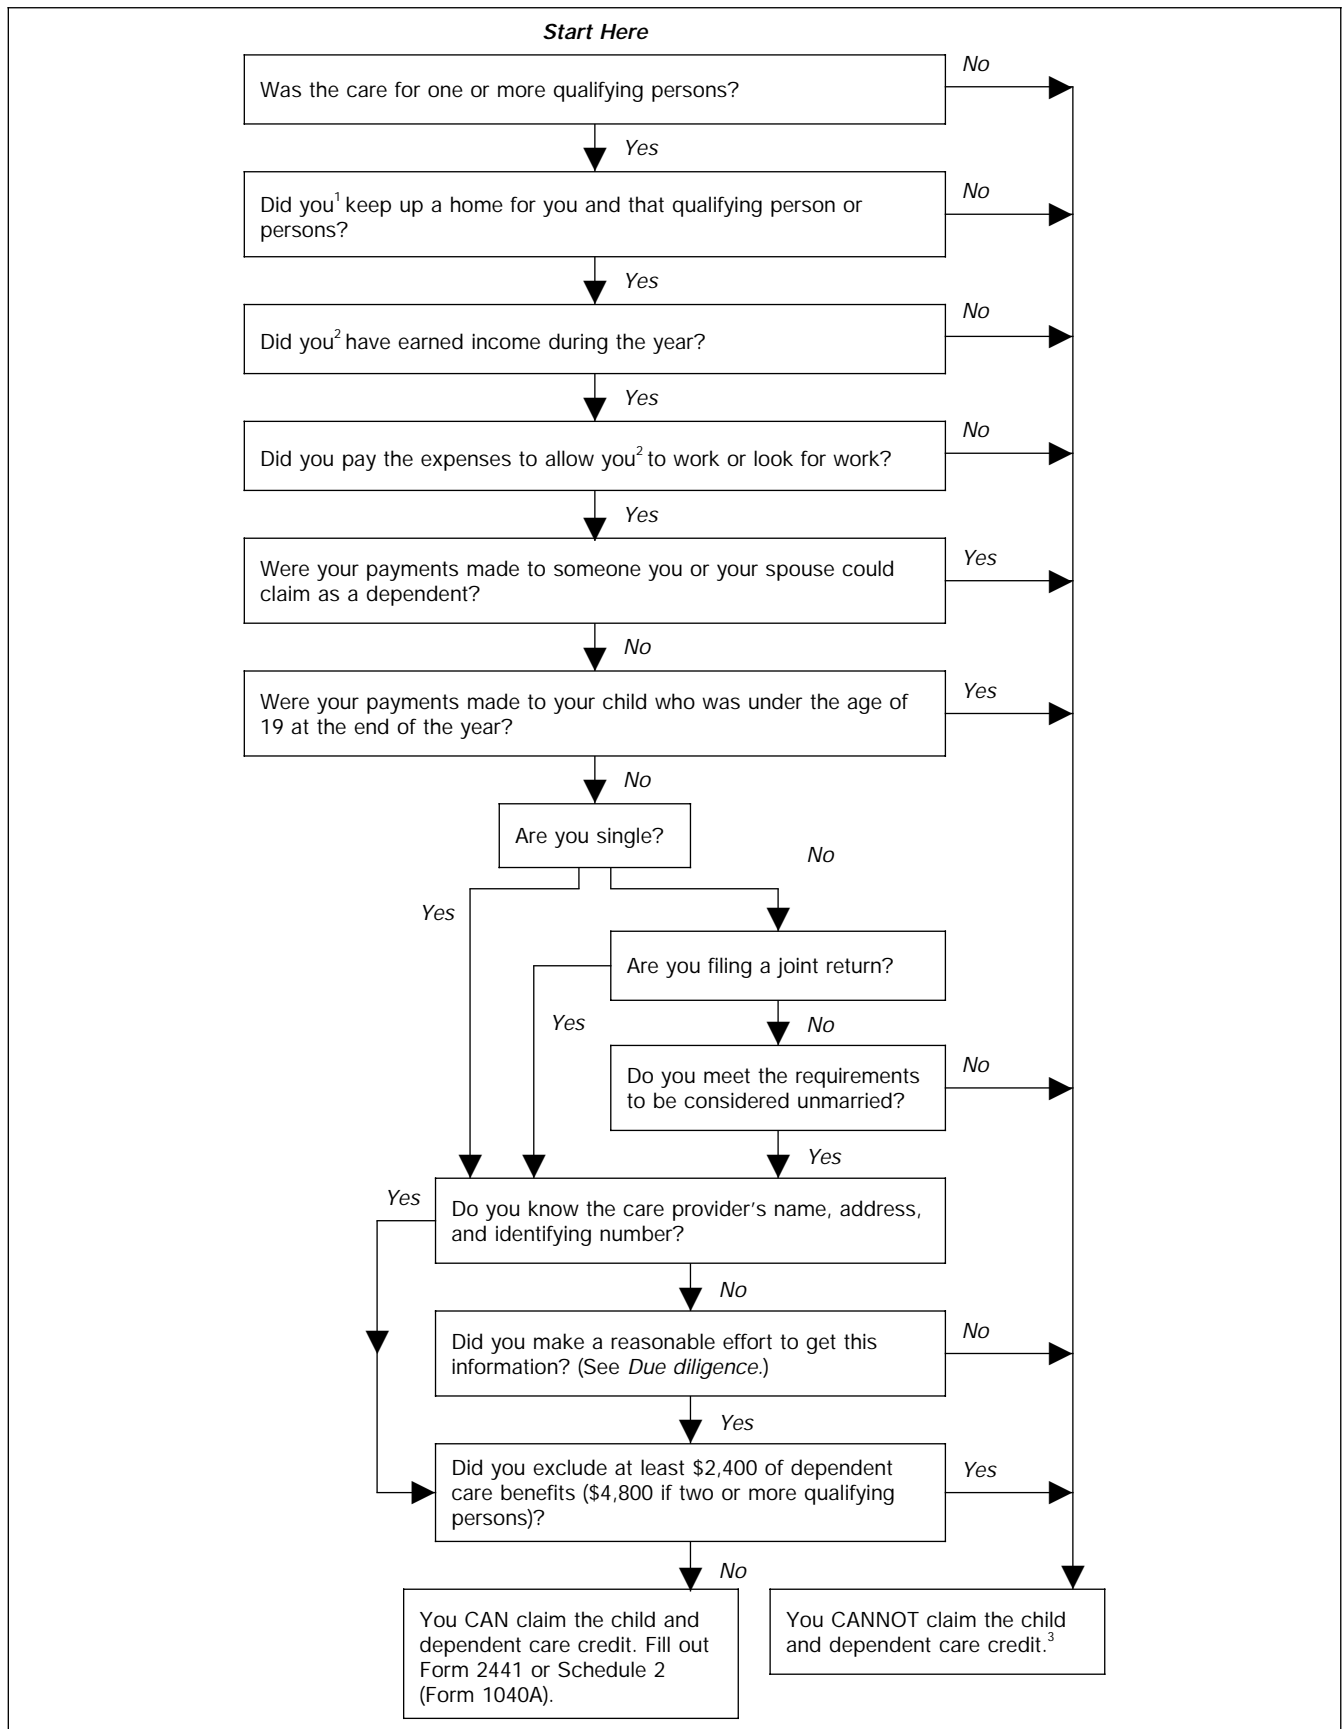 Start Here
Was the care for one or more qualifying persons?
No
Yes
Did you¹ keep up a home for you and that qualifying person or
persons?
No
Yes
Did you² have earned income during the year?
No
Yes
Did you pay the expenses to allow you² to work or look for work?
No
Yes
Were your payments made to someone you or your spouse could
claim as a dependent?
Yes
No
Were your payments made to your child who was under the age of
19 at the end of the year?
Yes
No
Are you single?
No
Yes
Are you filing a joint return?
Yes
No
Do you meet the requirements
to be considered unmarried?
No
Yes
Yes
Do you know the care provider's name, address,
and identifying number?
No
Did you make a reasonable effort to get this
information? (See Due diligence.)
No
Yes
Did you exclude at least $2,400 of dependent
care benefits ($4,800 if two or more qualifying
persons)?
Yes
No
You CAN claim the child and
dependent care credit. Fill out
Form 2441 or Schedule 2
(Form 1040A).
You CANNOT claim the child
and dependent care credit.³